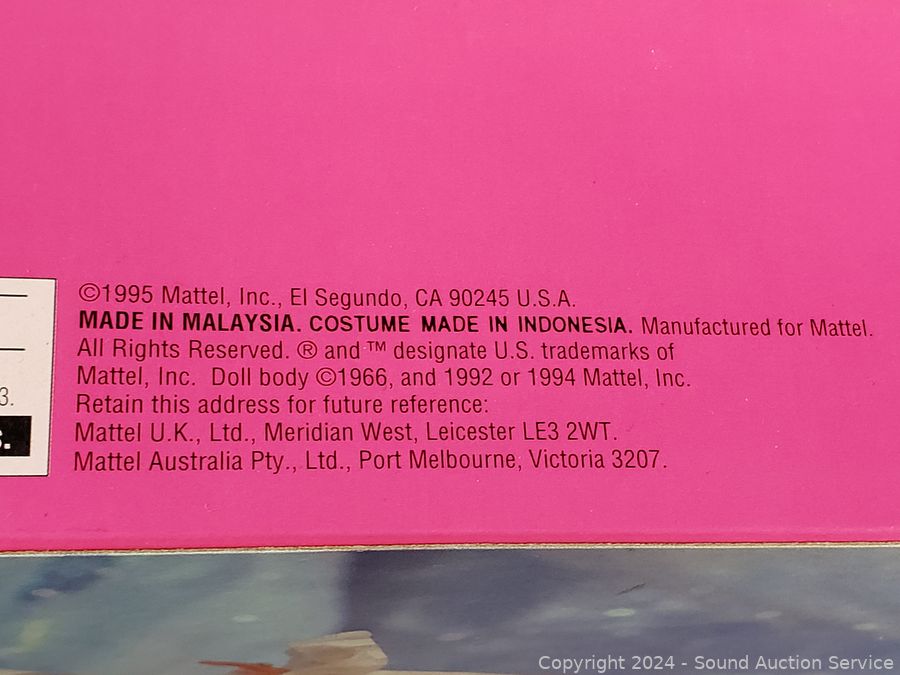 ©1995 Mattel, Inc., El Segundo, CA 90245 U.S.A.
MADE IN MALAYSIA. COSTUME MADE IN INDONESIA. Manufactured for Mattel.
All Rights Reserved. ® and ™ designate U.S. trademarks of
Mattel, Inc. Doll body ©1966, and 1992 or 1994 Mattel, Inc.
Retain this address for future reference:
Mattel U.K., Ltd., Meridian West, Leicester LE3 2WT.
Mattel Australia Pty., Ltd., Port Melbourne, Victoria 3207.
3.
Copyright 2024 - Sound Auction Service